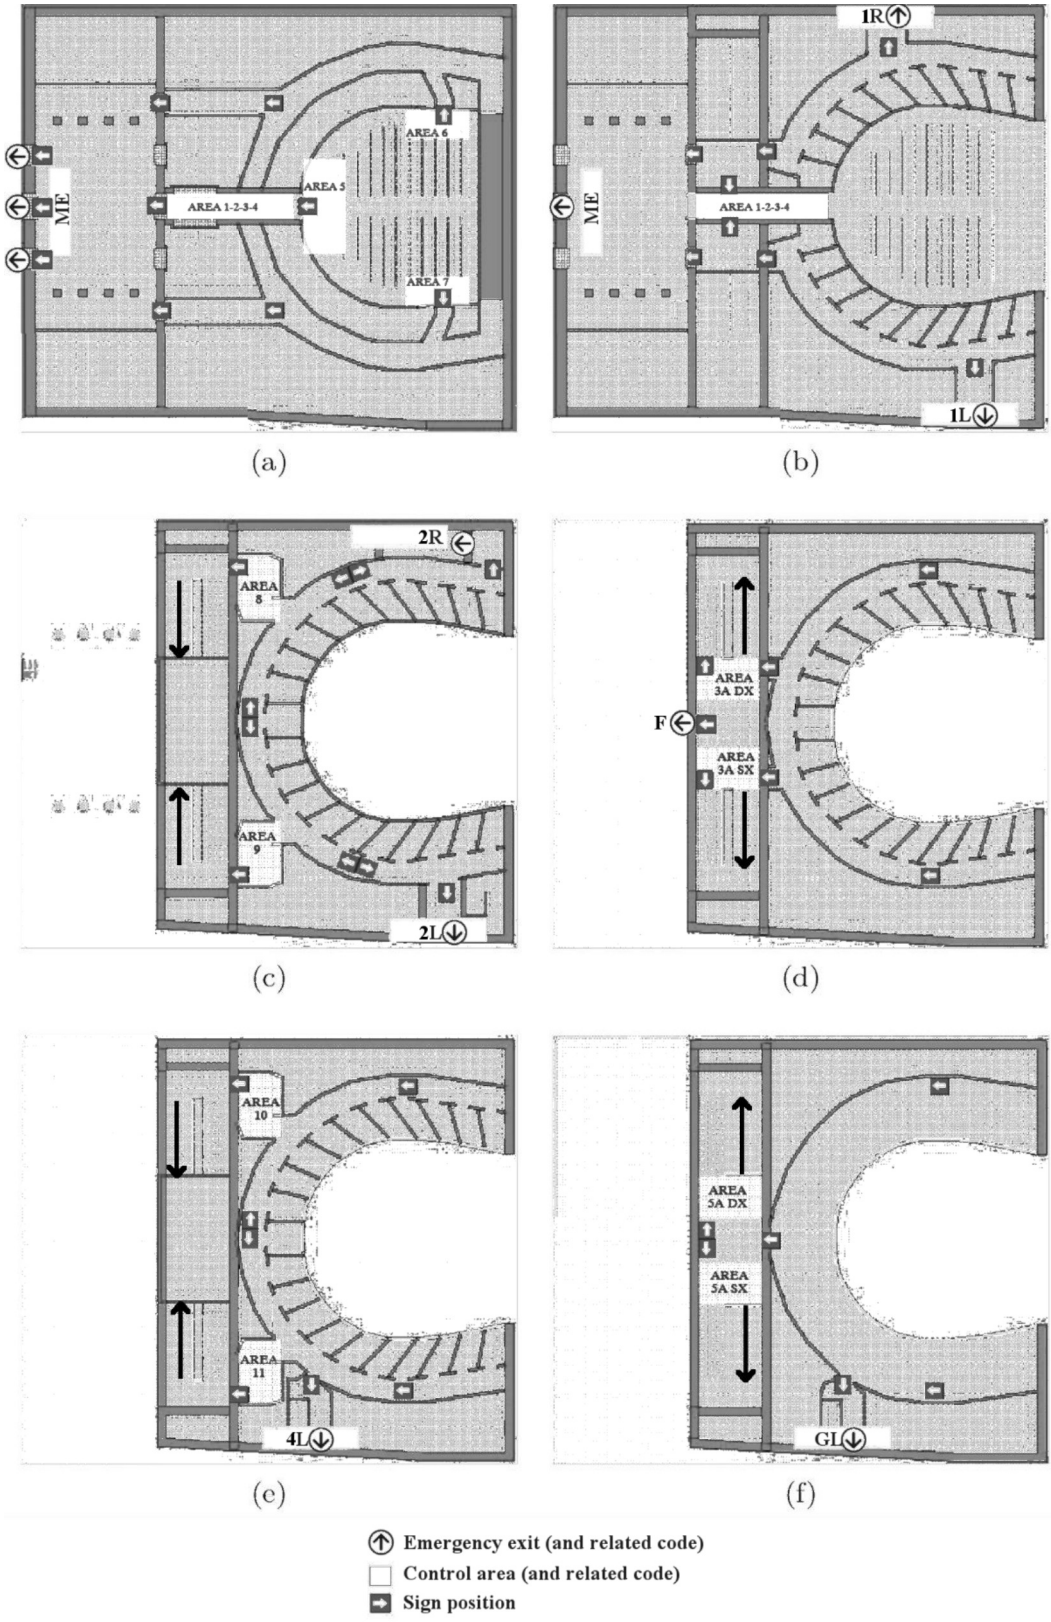 1R
AREA 6
ME
AREA 5
AREA 1-2-3-4
AREA 7
ME
AREA 1-2-3-4
1L
(a)
(b)
2R
AREA
8
AREA
3A DX
F
AREA
3A SX
AREA
9
2L
(c)
(d)
AREA
10
AREA
5A DX
AREA
5A SX
AREA
11
4L
GL
(e)
(f)
Emergency exit (and related code)
Control area (and related code)
Sign position